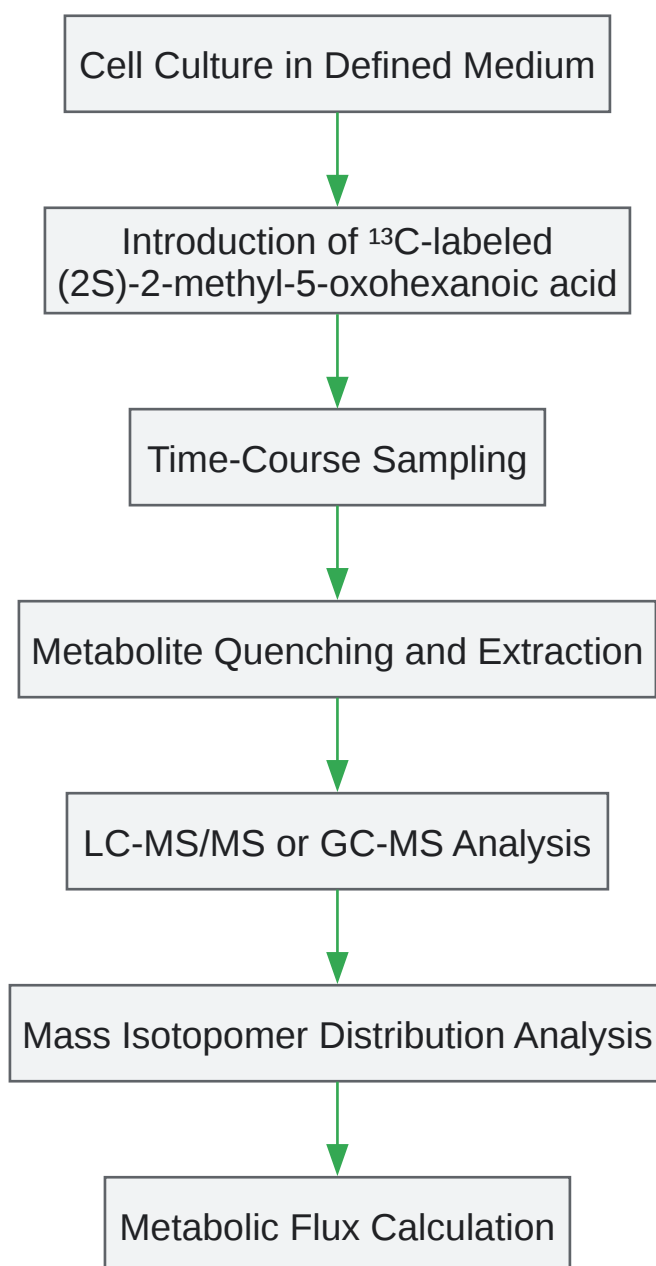 Cell Culture in Defined Medium
Introduction of ¹³C-labeled
(2S)-2-methyl-5-oxohexanoic acid
Time-Course Sampling
Metabolite Quenching and Extraction
LC-MS/MS or GC-MS Analysis
Mass Isotopomer Distribution Analysis
Metabolic Flux Calculation